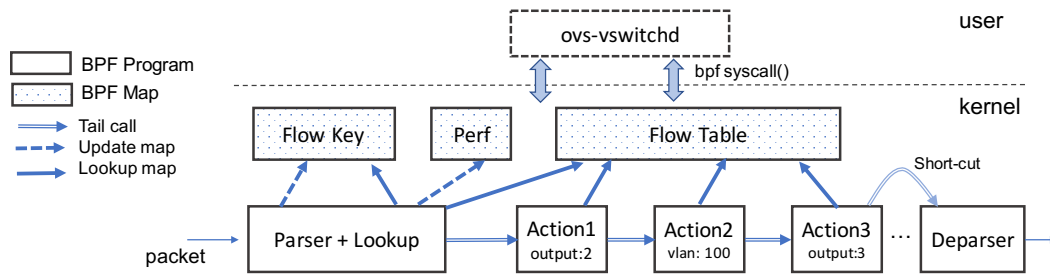 user
ovs-vswitchd
BPF Program
bpf syscall()
BPF Map
kernel
Tail call
Update map
Lookup map
Flow Key
Perf
Flow Table
Short-cut
packet
Parser + Lookup
Action1
output:2
Action2
vlan: 100
Action3
output:3
...
Deparser